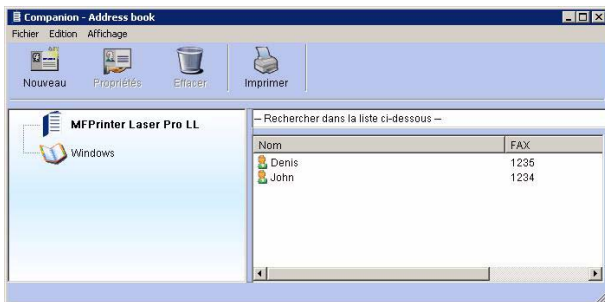 Companion - Address book
Fichier Edition Affichage
Nouveau Propriétés Effacer Imprimer
MFPrinter Laser Pro LL
Windows
-- Rechercher dans la liste ci-dessous --
Nom FAX
Denis 1235
John 1234